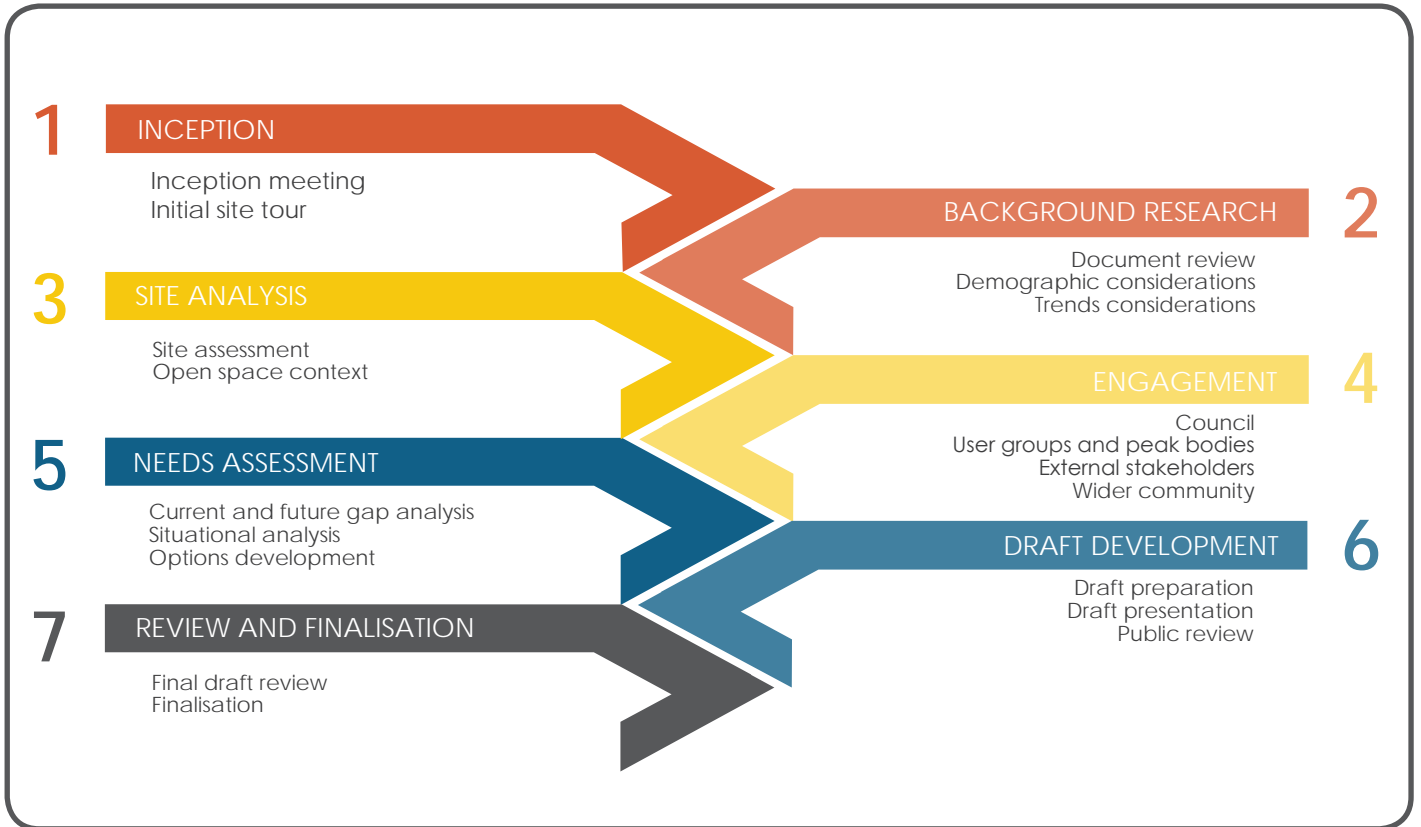 1
INCEPTION
Inception meeting
Initial site tour
2
BACKGROUND RESEARCH
Document review
Demographic considerations
Trends considerations
3
SITE ANALYSIS
Site assessment
Open space context
4
ENGAGEMENT
Council
User groups and peak bodies
External stakeholders
Wider community
5
NEEDS ASSESSMENT
Current and future gap analysis
Situational analysis
Options development
6
DRAFT DEVELOPMENT
Draft preparation
Draft presentation
Public review
7
REVIEW AND FINALISATION
Final draft review
Finalisation